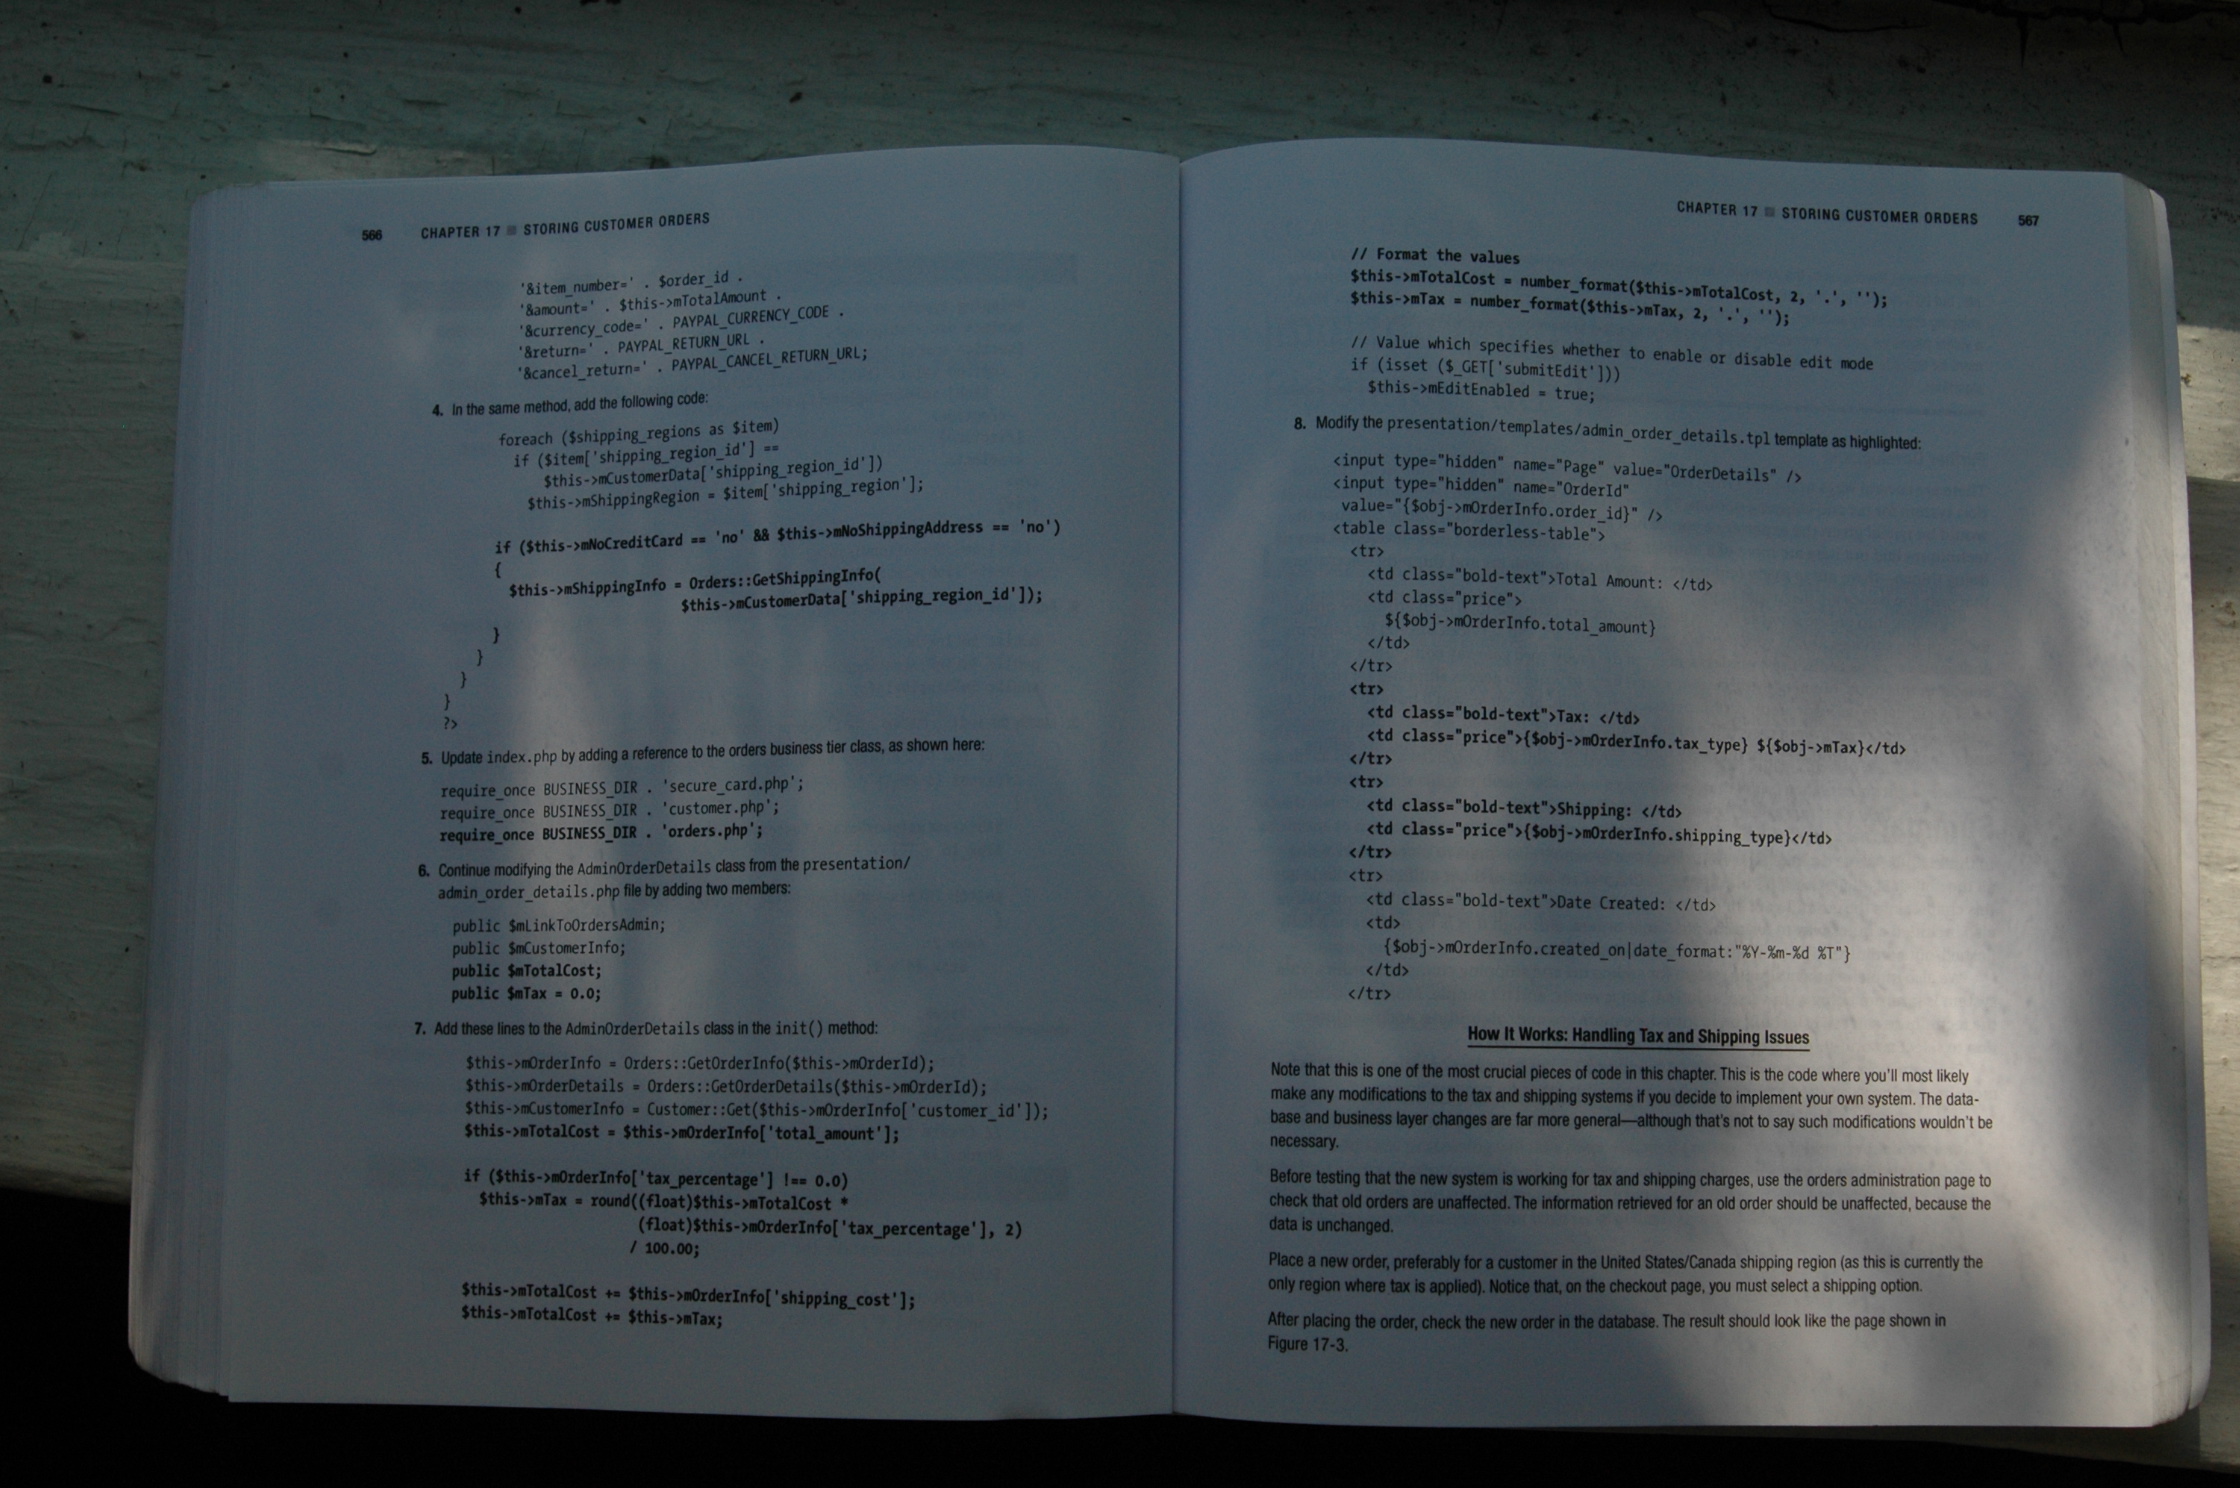 566 CHAPTER 17 ■ STORING CUSTOMER ORDERS
'&item_number=' . $order_id .
'&amount=' . $this->mTotalAmount .
'&currency_code=' . PAYPAL_CURRENCY_CODE .
'&return=' . PAYPAL_RETURN_URL .
'&cancel_return=' . PAYPAL_CANCEL_RETURN_URL;
4. In the same method, add the following code:
foreach ($shipping_regions as $item)
if ($item['shipping_region_id'] ==
$this->mCustomerData['shipping_region_id'])
$this->mShippingRegion = $item['shipping_region'];
if ($this->mNoCreditCard == 'no' && $this->mNoShippingAddress == 'no')
{
$this->mShippingInfo = Orders::GetShippingInfo(
$this->mCustomerData['shipping_region_id']);
}
}
}
}
?>
5. Update index.php by adding a reference to the orders business tier class, as shown here:
require_once BUSINESS_DIR . 'secure_card.php';
require_once BUSINESS_DIR . 'customer.php';
require_once BUSINESS_DIR . 'orders.php';
6. Continue modifying the AdminOrderDetails class from the presentation/
admin_order_details.php file by adding two members:
public $mLinkToOrdersAdmin;
public $mCustomerInfo;
public $mTotalCost;
public $mTax = 0.0;
7. Add these lines to the AdminOrderDetails class in the init() method:
$this->mOrderInfo = Orders::GetOrderInfo($this->mOrderId);
$this->mOrderDetails = Orders::GetOrderDetails($this->mOrderId);
$this->mCustomerInfo = Customer::Get($this->mOrderInfo['customer_id']);
$this->mTotalCost = $this->mOrderInfo['total_amount'];
if ($this->mOrderInfo['tax_percentage'] !== 0.0)
$this->mTax = round((float)$this->mTotalCost *
(float)$this->mOrderInfo['tax_percentage'], 2)
/ 100.00;
$this->mTotalCost += $this->mOrderInfo['shipping_cost'];
$this->mTotalCost += $this->mTax;
CHAPTER 17 ■ STORING CUSTOMER ORDERS 567
// Format the values
$this->mTotalCost = number_format($this->mTotalCost, 2, '.', '');
$this->mTax = number_format($this->mTax, 2, '.', '');
// Value which specifies whether to enable or disable edit mode
if (isset ($_GET['submitEdit']))
$this->mEditEnabled = true;
8. Modify the presentation/templates/admin_order_details.tpl template as highlighted:
<input type="hidden" name="Page" value="OrderDetails" />
<input type="hidden" name="OrderId"
value="{$obj->mOrderInfo.order_id}" />
<table class="borderless-table">
<tr>
<td class="bold-text">Total Amount: </td>
<td class="price">
${$obj->mOrderInfo.total_amount}
</td>
</tr>
<tr>
<td class="bold-text">Tax: </td>
<td class="price">{$obj->mOrderInfo.tax_type} ${$obj->mTax}</td>
</tr>
<tr>
<td class="bold-text">Shipping: </td>
<td class="price">{$obj->mOrderInfo.shipping_type}</td>
</tr>
<tr>
<td class="bold-text">Date Created: </td>
<td>
{$obj->mOrderInfo.created_on|date_format:"%Y-%m-%d %T"}
</td>
</tr>
How It Works: Handling Tax and Shipping Issues
Note that this is one of the most crucial pieces of code in this chapter. This is the code where you'll most likely
make any modifications to the tax and shipping systems if you decide to implement your own system. The data-
base and business layer changes are far more general—although that's not to say such modifications wouldn't be
necessary.
Before testing that the new system is working for tax and shipping charges, use the orders administration page to
check that old orders are unaffected. The information retrieved for an old order should be unaffected, because the
data is unchanged.
Place a new order, preferably for a customer in the United States/Canada shipping region (as this is currently the
only region where tax is applied). Notice that, on the checkout page, you must select a shipping option.
After placing the order, check the new order in the database. The result should look like the page shown in
Figure 17-3.